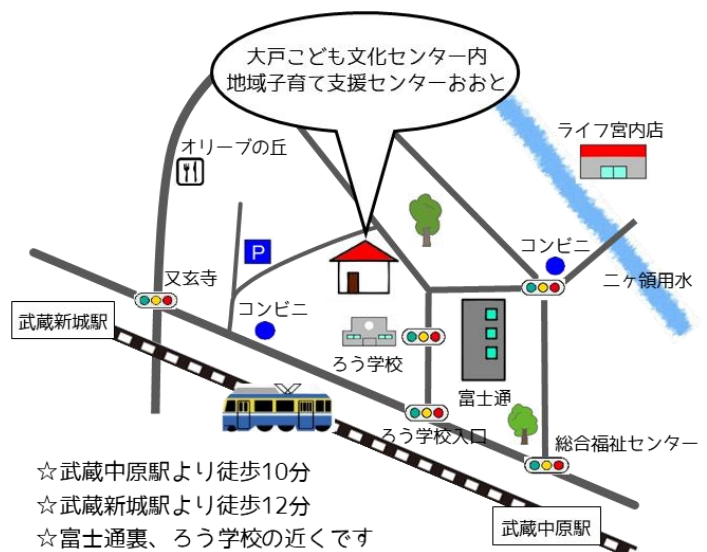 大戸こども文化センター内
地域子育て支援センターおおと
ライフ宮内店
オリーブの丘
P
コンビニ
又玄寺
コンビニ
二ヶ領用水
武蔵新城駅
ろう学校
富士通
ろう学校入口
総合福祉センター
☆武蔵中原駅より徒歩10分
☆武蔵新城駅より徒歩12分
☆富士通裏、ろう学校の近くです
武蔵中原駅